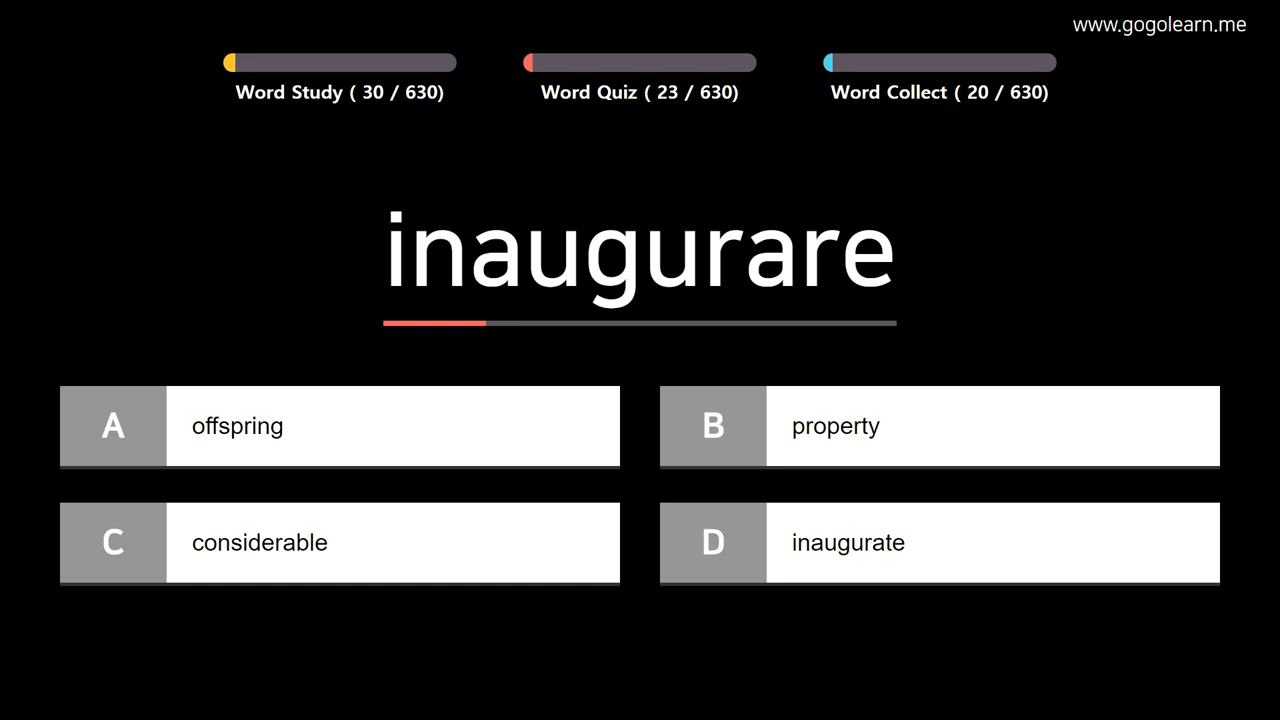 www.gogolearn.me
Word Study ( 30 / 630)
Word Quiz ( 23 / 630)
Word Collect ( 20 / 630)
inaugurare
A offspring
B property
C considerable
D inaugurate